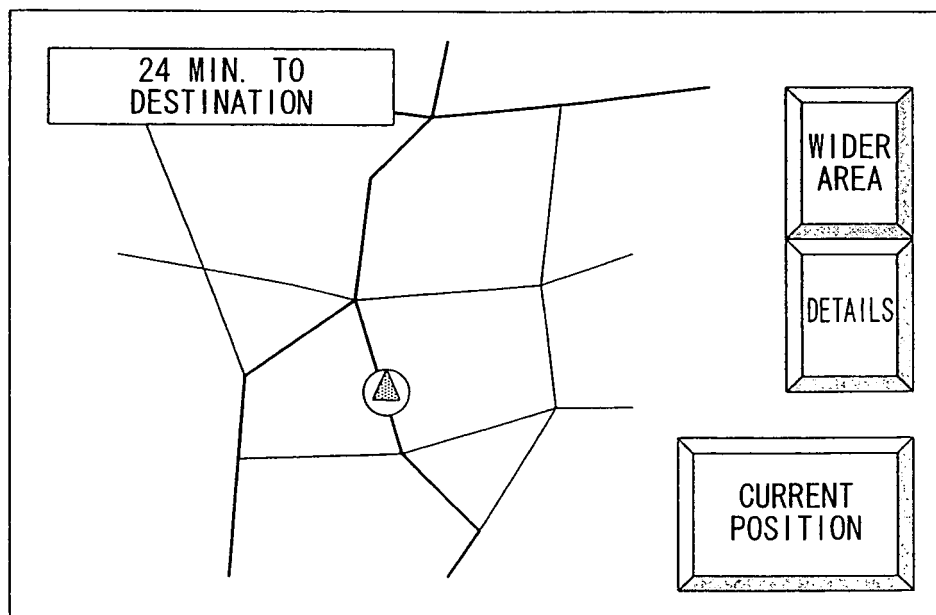 24 MIN. TO
DESTINATION
WIDER
AREA
DETAILS
CURRENT
POSITION